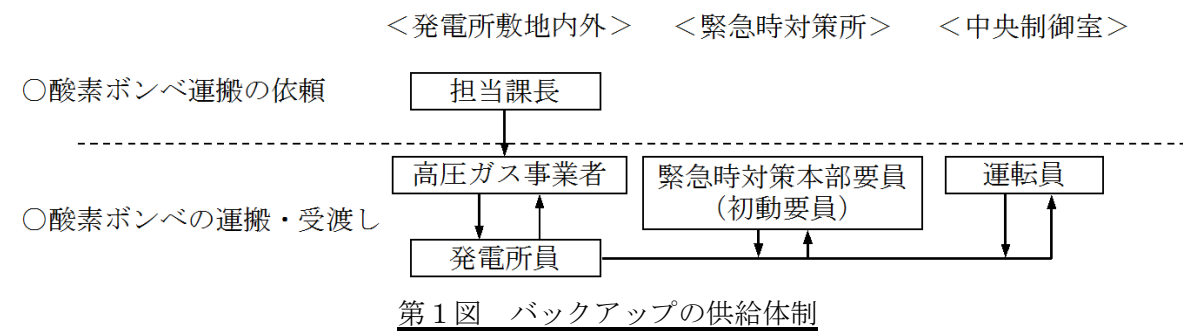 ＜発電所敷地内外＞　＜緊急時対策所＞　＜中央制御室＞
○酸素ボンベ運搬の依頼　担当課長
高圧ガス事業者　緊急時対策本部要員　運転員
（初動要員）
○酸素ボンベの運搬・受渡し
発電所員
第１図　バックアップの供給体制